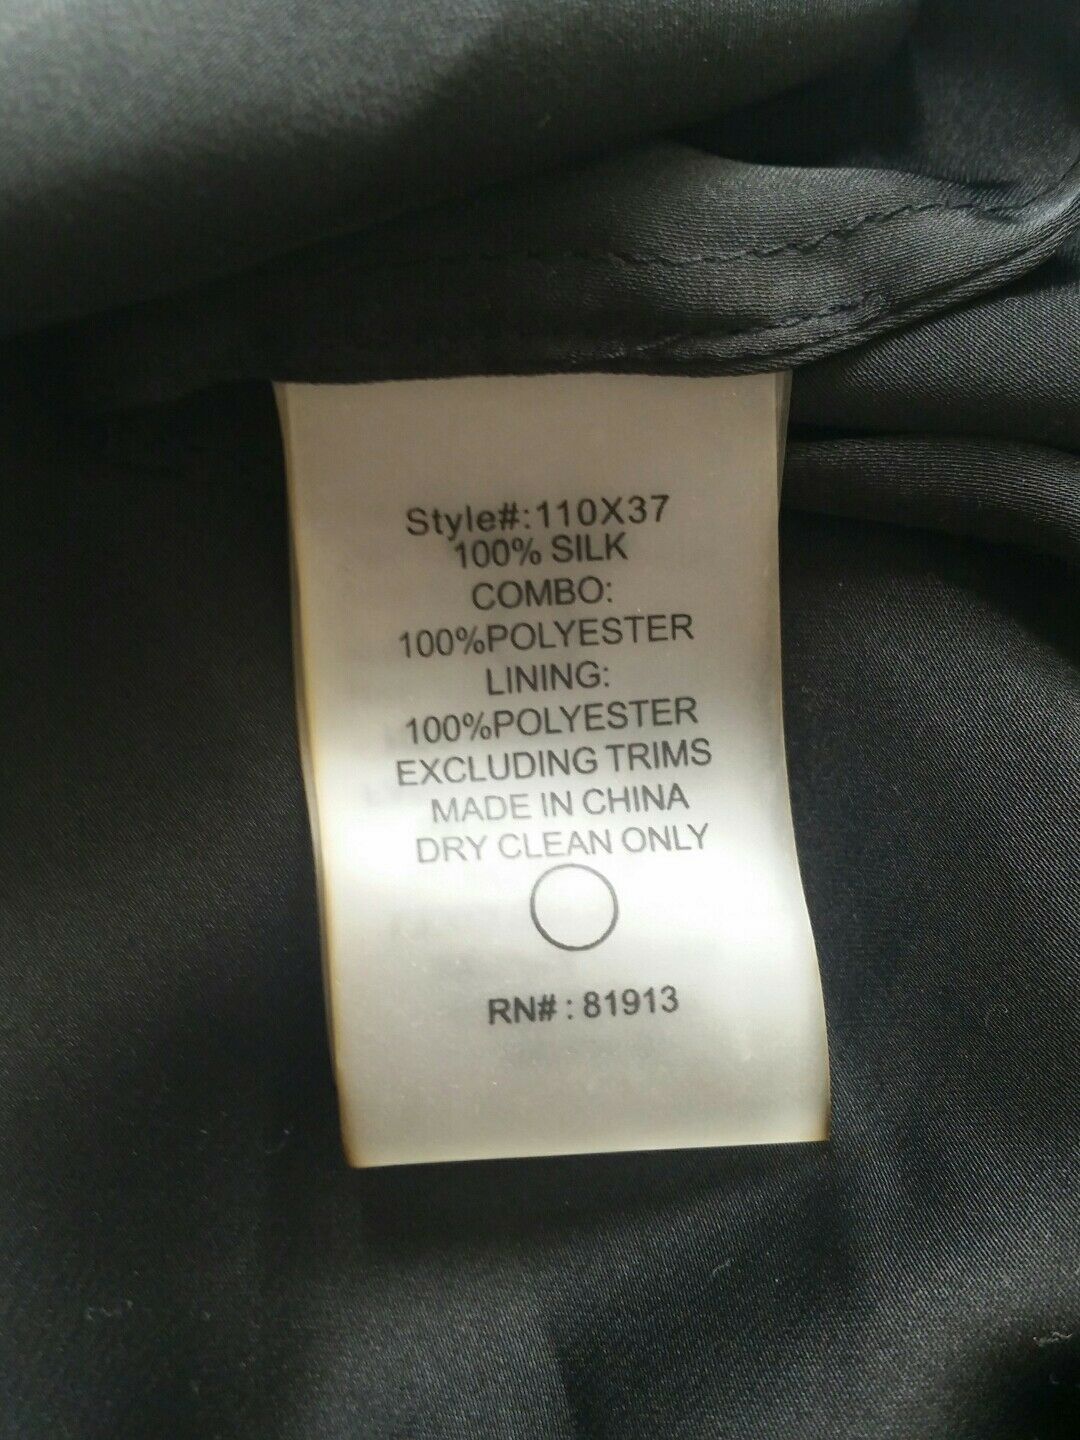 Style#:110X37
100% SILK
COMBO:
100%POLYESTER
LINING:
100%POLYESTER
EXCLUDING TRIMS
MADE IN CHINA
DRY CLEAN ONLY
RN# : 81913